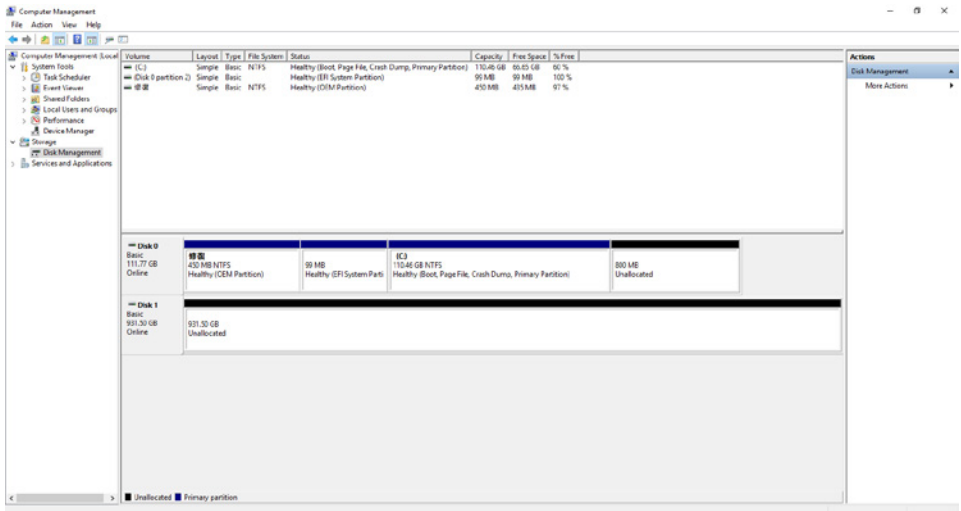 Computer Management
File Action View Help
Computer Management (Local
System Tools
Task Scheduler
Event Viewer
Shared Folders
Local Users and Groups
Performance
Device Manager
Storage
Disk Management
Services and Applications
Volume Layout Type File System Status Capacity Free Space % Free
(C:) Simple Basic NTFS Healthy (Boot, Page File, Crash Dump, Primary Partition) 110.46 GB 66.85 GB 60 %
(Disk 0 partition 2) Simple Basic Healthy (EFI System Partition) 99 MB 99 MB 100 %
修復 Simple Basic NTFS Healthy (OEM Partition) 450 MB 435 MB 97 %
Disk 0
Basic
111.77 GB
Online
修復
450 MB NTFS
Healthy (OEM Partition)
99 MB
Healthy (EFI System Parti
(C:)
110.46 GB NTFS
Healthy (Boot, Page File, Crash Dump, Primary Partition)
800 MB
Unallocated
Disk 1
Basic
931.50 GB
Online
931.50 GB
Unallocated
Unallocated Primary partition
Actions
Disk Management
More Actions